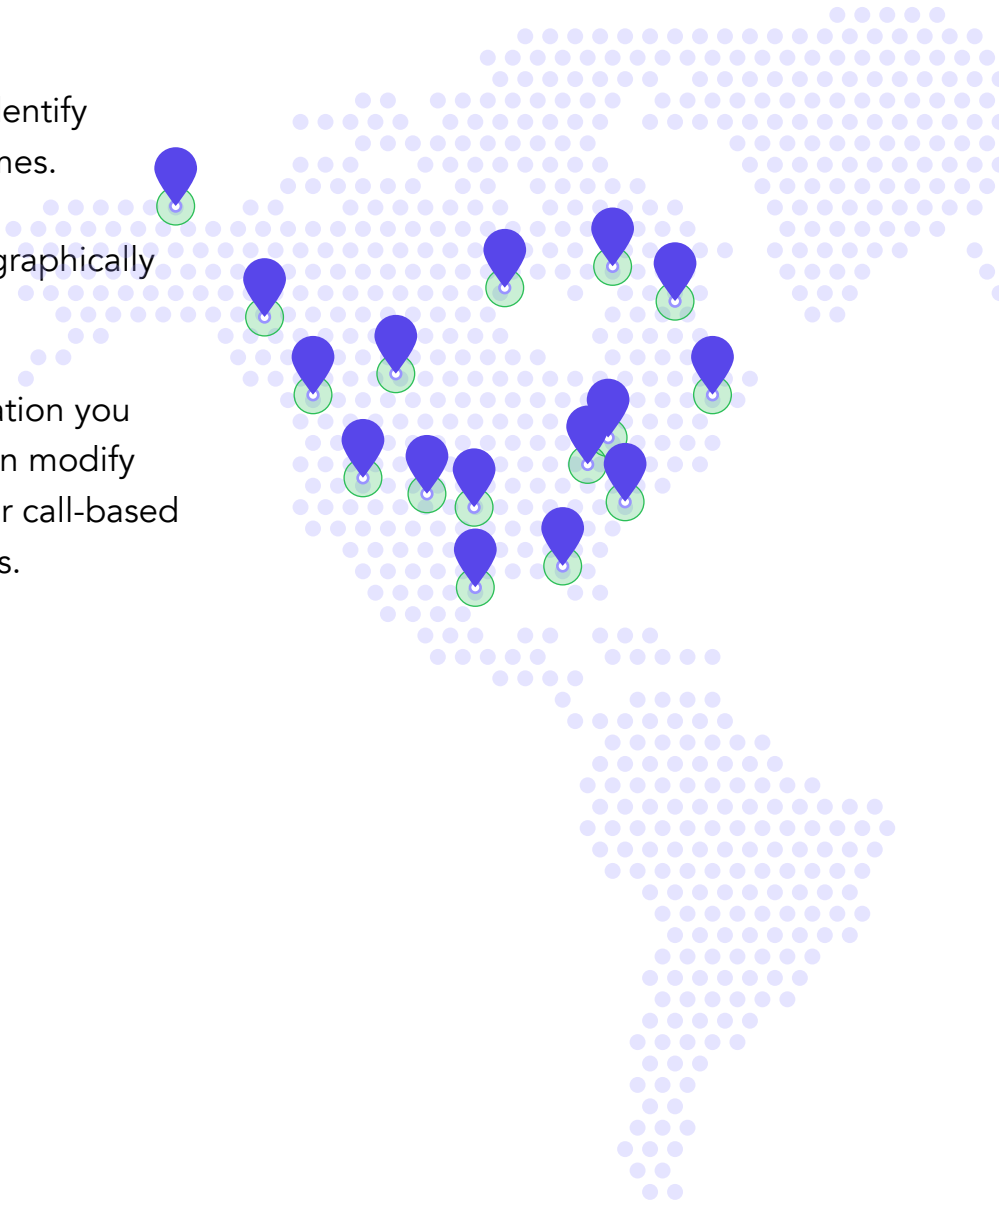 entify
nes.
graphically
ation you
n modify
r call-based
s.